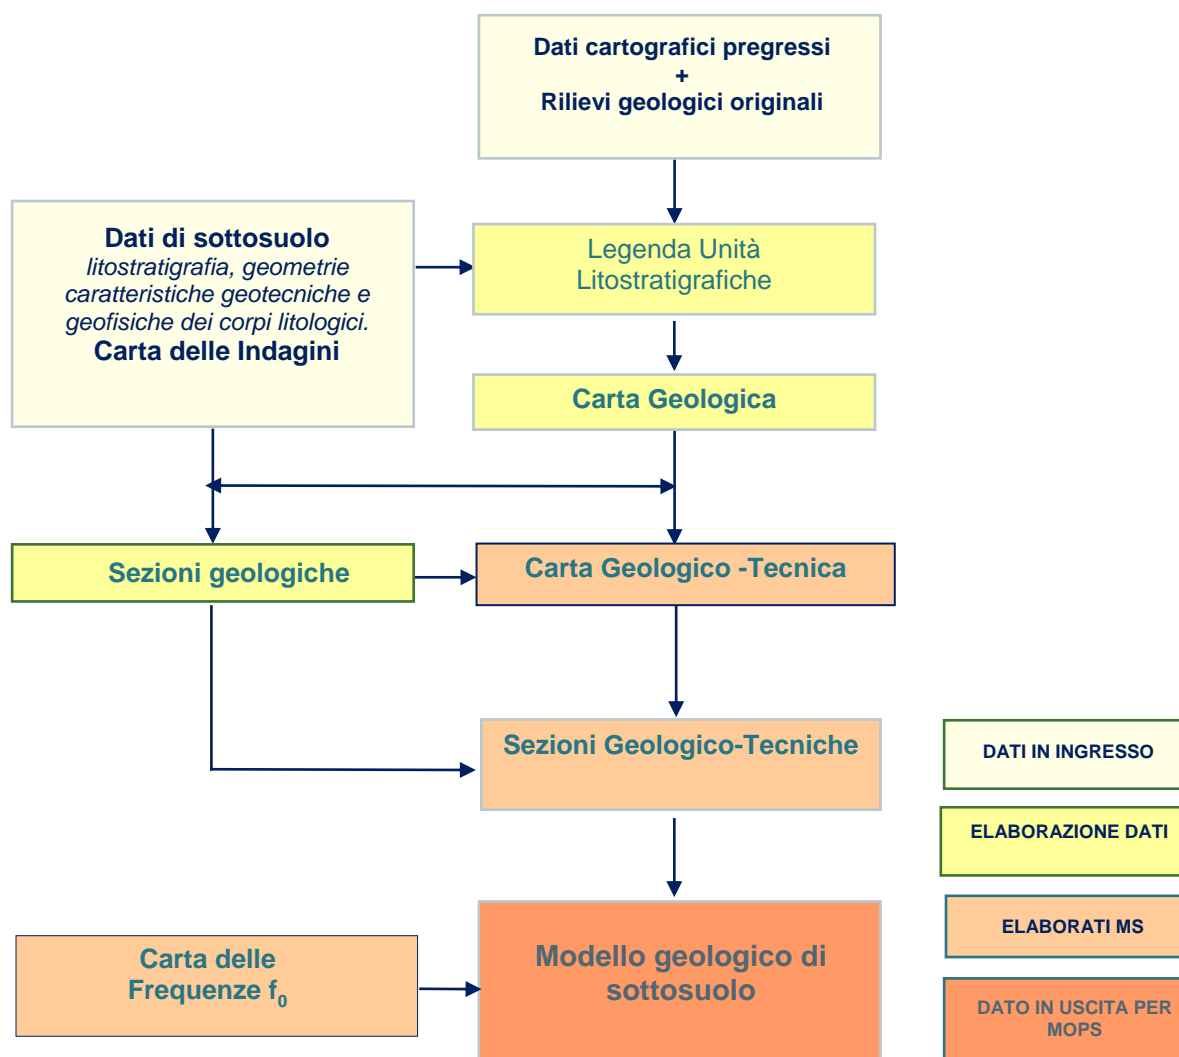 Dati cartografici pregressi
+
Rilievi geologici originali
Dati di sottosuolo
litostratigrafia, geometrie
caratteristiche geotecniche e
geofisiche dei corpi litologici.
Carta delle Indagini
Legenda Unità
Litostratigrafiche
Carta Geologica
Sezioni geologiche
Carta Geologico -Tecnica
Sezioni Geologico-Tecniche
Carta delle
Frequenze f0
Modello geologico di
sottosuolo
DATI IN INGRESSO
ELABORAZIONE DATI
ELABORATI MS
DATO IN USCITA PER
MOPS